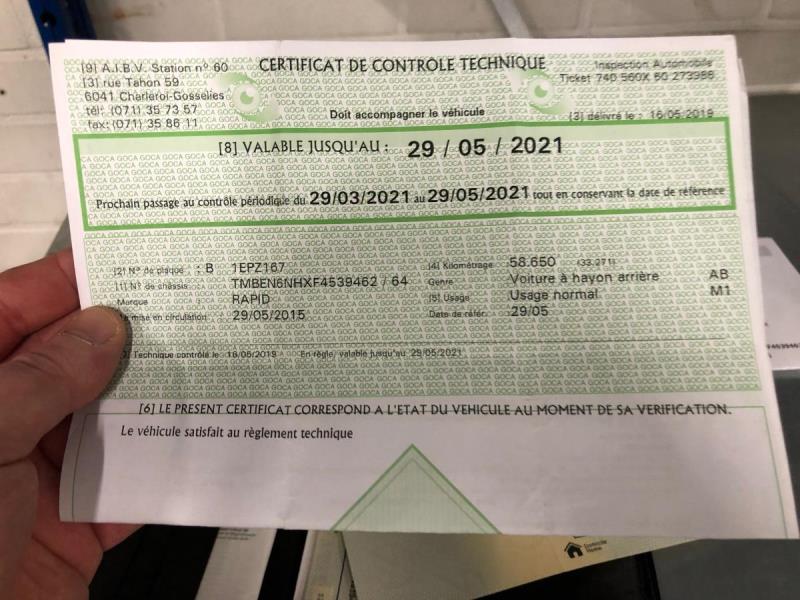 [9] A.I.B.V. Station n° 60
[3] rue Tahon 59
6041 Charleroi-Gosselies
tél: (071) 35 73 57
fax: (071) 35 86 11
CERTIFICAT DE CONTROLE TECHNIQUE
Inspection Automobile
Ticket 740 560X 60 273986
Doit accompagner le véhicule
[3] délivré le : 16/05/2019
[8] VALABLE JUSQU'AU : 29 / 05 / 2021
Prochain passage au contrôle périodique du 29/03/2021 au 29/05/2021 tout en conservant la date de référence
[2] N° de plaque : B 1EPZ167
[4] Kilométrage :58.650 (33.271)
[1] N° de châssis :TMBEN6NHXF4539462 / 64
Genre :Voiture à hayon arrière AB
Marque :RAPID
[5] Usage :Usage normal M1
mise en circulation :29/05/2015
Date de référ. :29/05
Technique contrôlé le 16/05/2019 En règle, valable jusqu'au 29/05/2021
[6] LE PRESENT CERTIFICAT CORRESPOND A L'ETAT DU VEHICULE AU MOMENT DE SA VERIFICATION.
Le véhicule satisfait au règlement technique